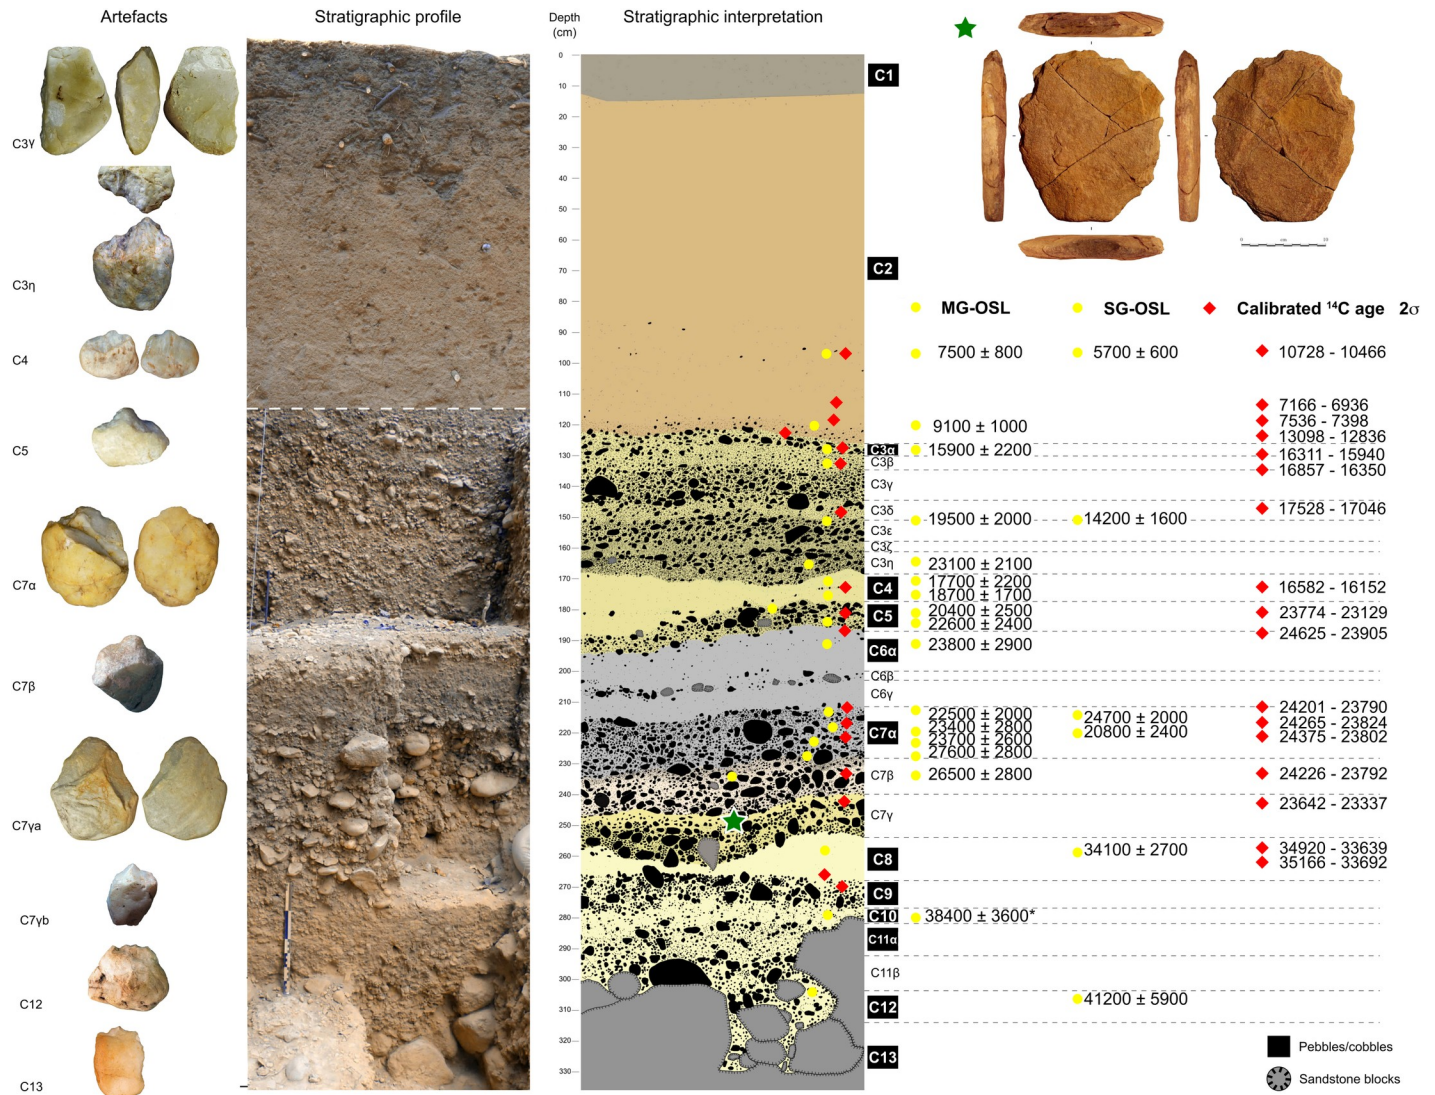 Artefacts
Stratigraphic profile
Depth
(cm)
Stratigraphic interpretation
C3γ
C3η
C4
C5
C7α
C7β
C7γa
C7γb
C12
C13
0
10
20
30
40
50
60
70
80
90
100
110
120
130
140
150
160
170
180
190
200
210
220
230
240
250
260
270
280
290
300
310
320
330
C1
C2
C3α
C3β
C3γ
C3δ
C3ε
C3ζ
C3η
C4
C5
C6α
C6β
C6γ
C7α
C7β
C7γ
C8
C9
C10
C11α
C11β
C12
C13
0 cm 10
MG-OSL
7500 ± 800
9100 ± 1000
15900 ± 2200
19500 ± 2000
23100 ± 2100
17700 ± 2200
18700 ± 1700
20400 ± 2500
22600 ± 2400
23800 ± 2900
22500 ± 2000
23400 ± 2800
23700 ± 2600
27600 ± 2800
26500 ± 2800
38400 ± 3600*
SG-OSL
5700 ± 600
14200 ± 1600
24700 ± 2000
20800 ± 2400
34100 ± 2700
41200 ± 5900
Calibrated ¹⁴C age 2σ
10728 - 10466
7166 - 6936
7536 - 7398
13098 - 12836
16311 - 15940
16857 - 16350
17528 - 17046
16582 - 16152
23774 - 23129
24625 - 23905
24201 - 23790
24265 - 23824
24375 - 23802
24226 - 23792
23642 - 23337
34920 - 33639
35166 - 33692
Pebbles/cobbles
Sandstone blocks